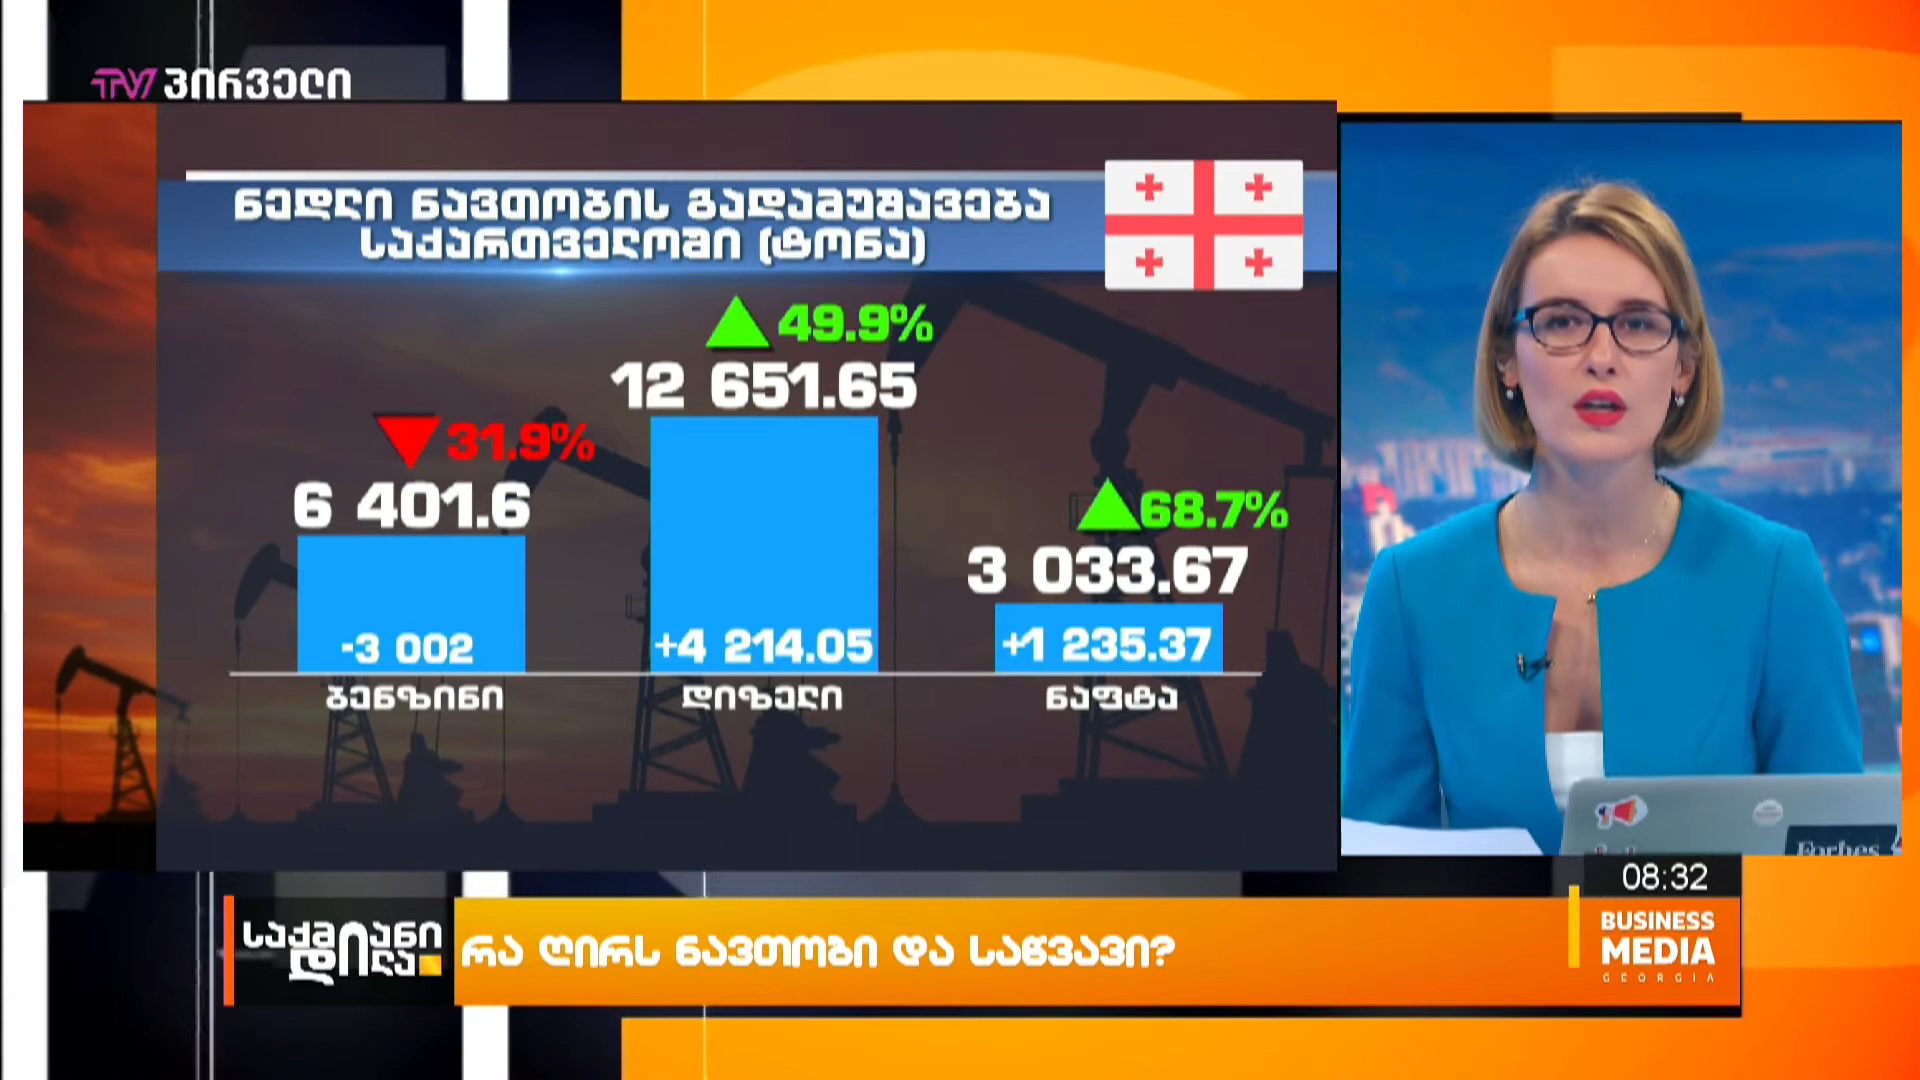 TV პირველი
ნედლი ნავთობის გადამუშავება
საქართველოში (ტონა)
31.9%
6 401.6
-3 002
ბენზინი
49.9%
12 651.65
+4 214.05
დიზელი
68.7%
3 033.67
+1 235.37
ნაფტა
Forbes
08:32
საქმიანი
დილა
რა ღირს ნავთობი და საწვავი?
BUSINESS
MEDIA
GEORGIA